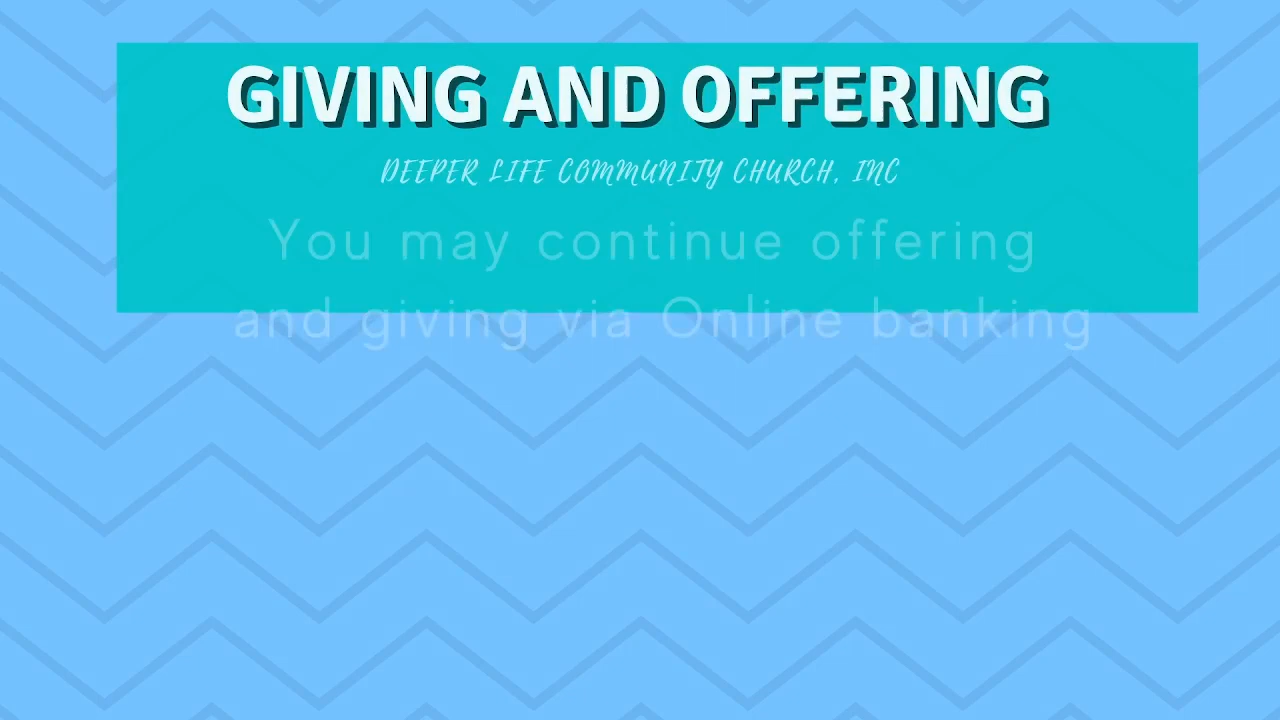 GIVING AND OFFERING
DEEPER LIFE COMMUNITY CHURCH, INC
You may continue offering
and giving via Online banking